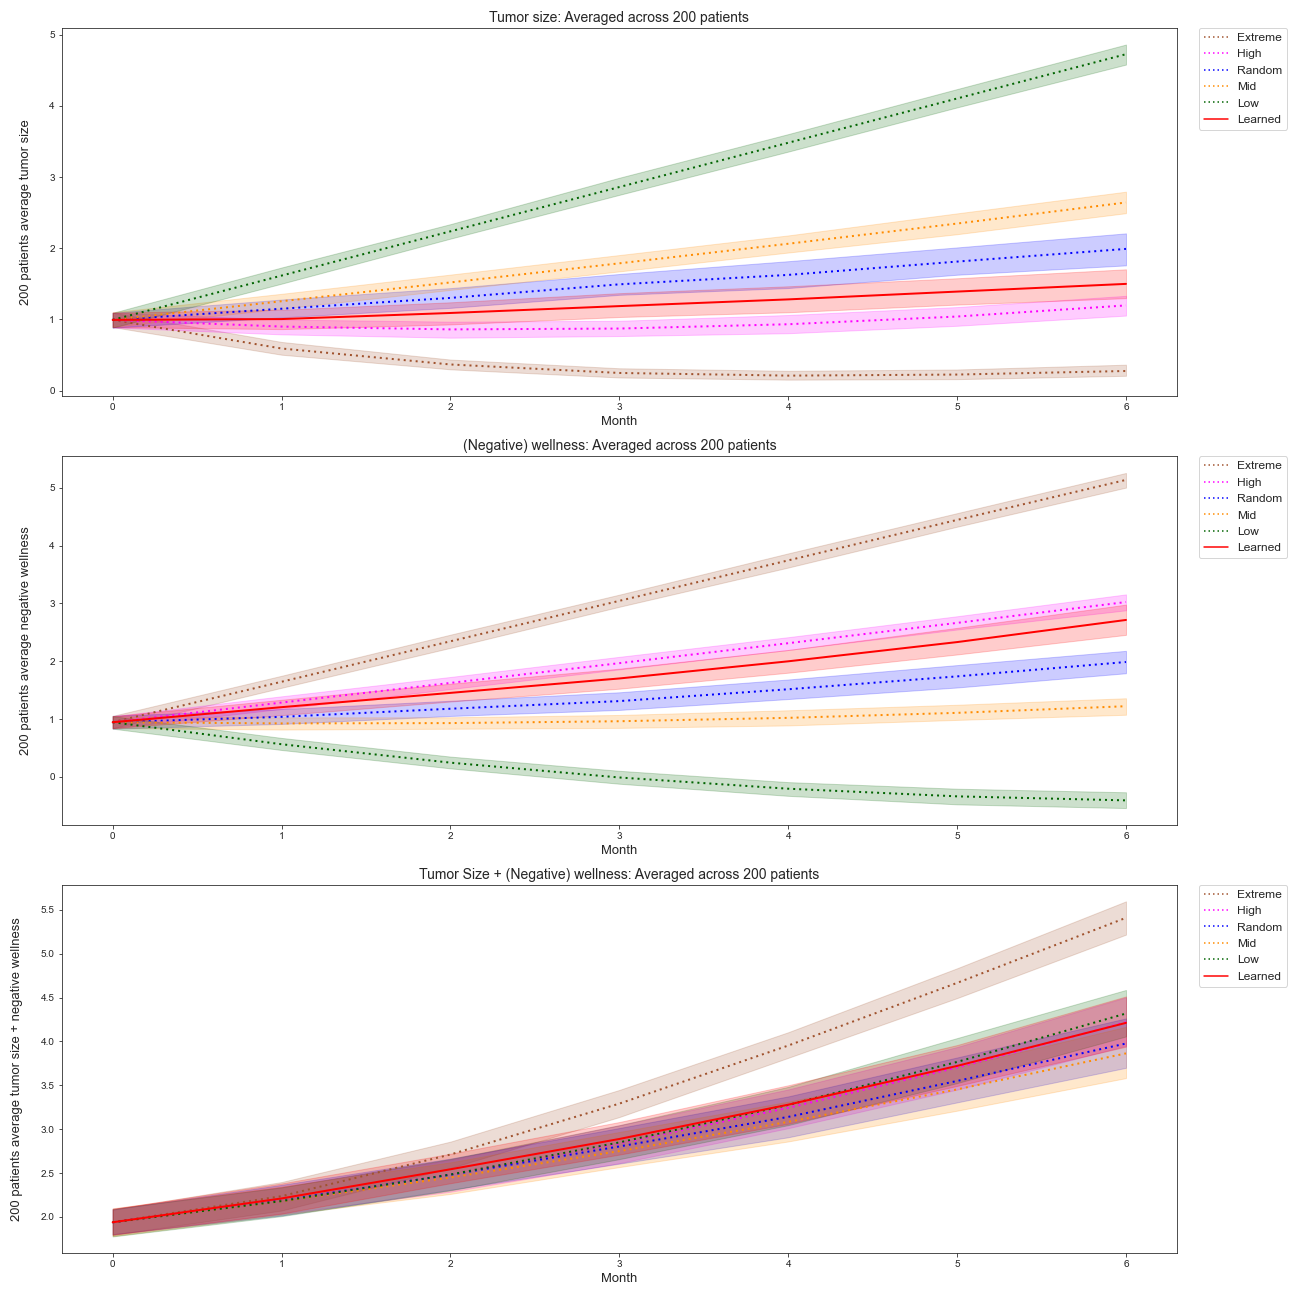 Tumor size: Averaged across 200 patients
200 patients average tumor size
5
4
3
2
1
0
0 1 2 3 4 5 6
Month
Extreme
High
Random
Mid
Low
Learned
(Negative) wellness: Averaged across 200 patients
200 patients average negative wellness
5
4
3
2
1
0
0 1 2 3 4 5 6
Month
Extreme
High
Random
Mid
Low
Learned
Tumor Size + (Negative) wellness: Averaged across 200 patients
200 patients average tumor size + negative wellness
5.5
5.0
4.5
4.0
3.5
3.0
2.5
2.0
0 1 2 3 4 5 6
Month
Extreme
High
Random
Mid
Low
Learned